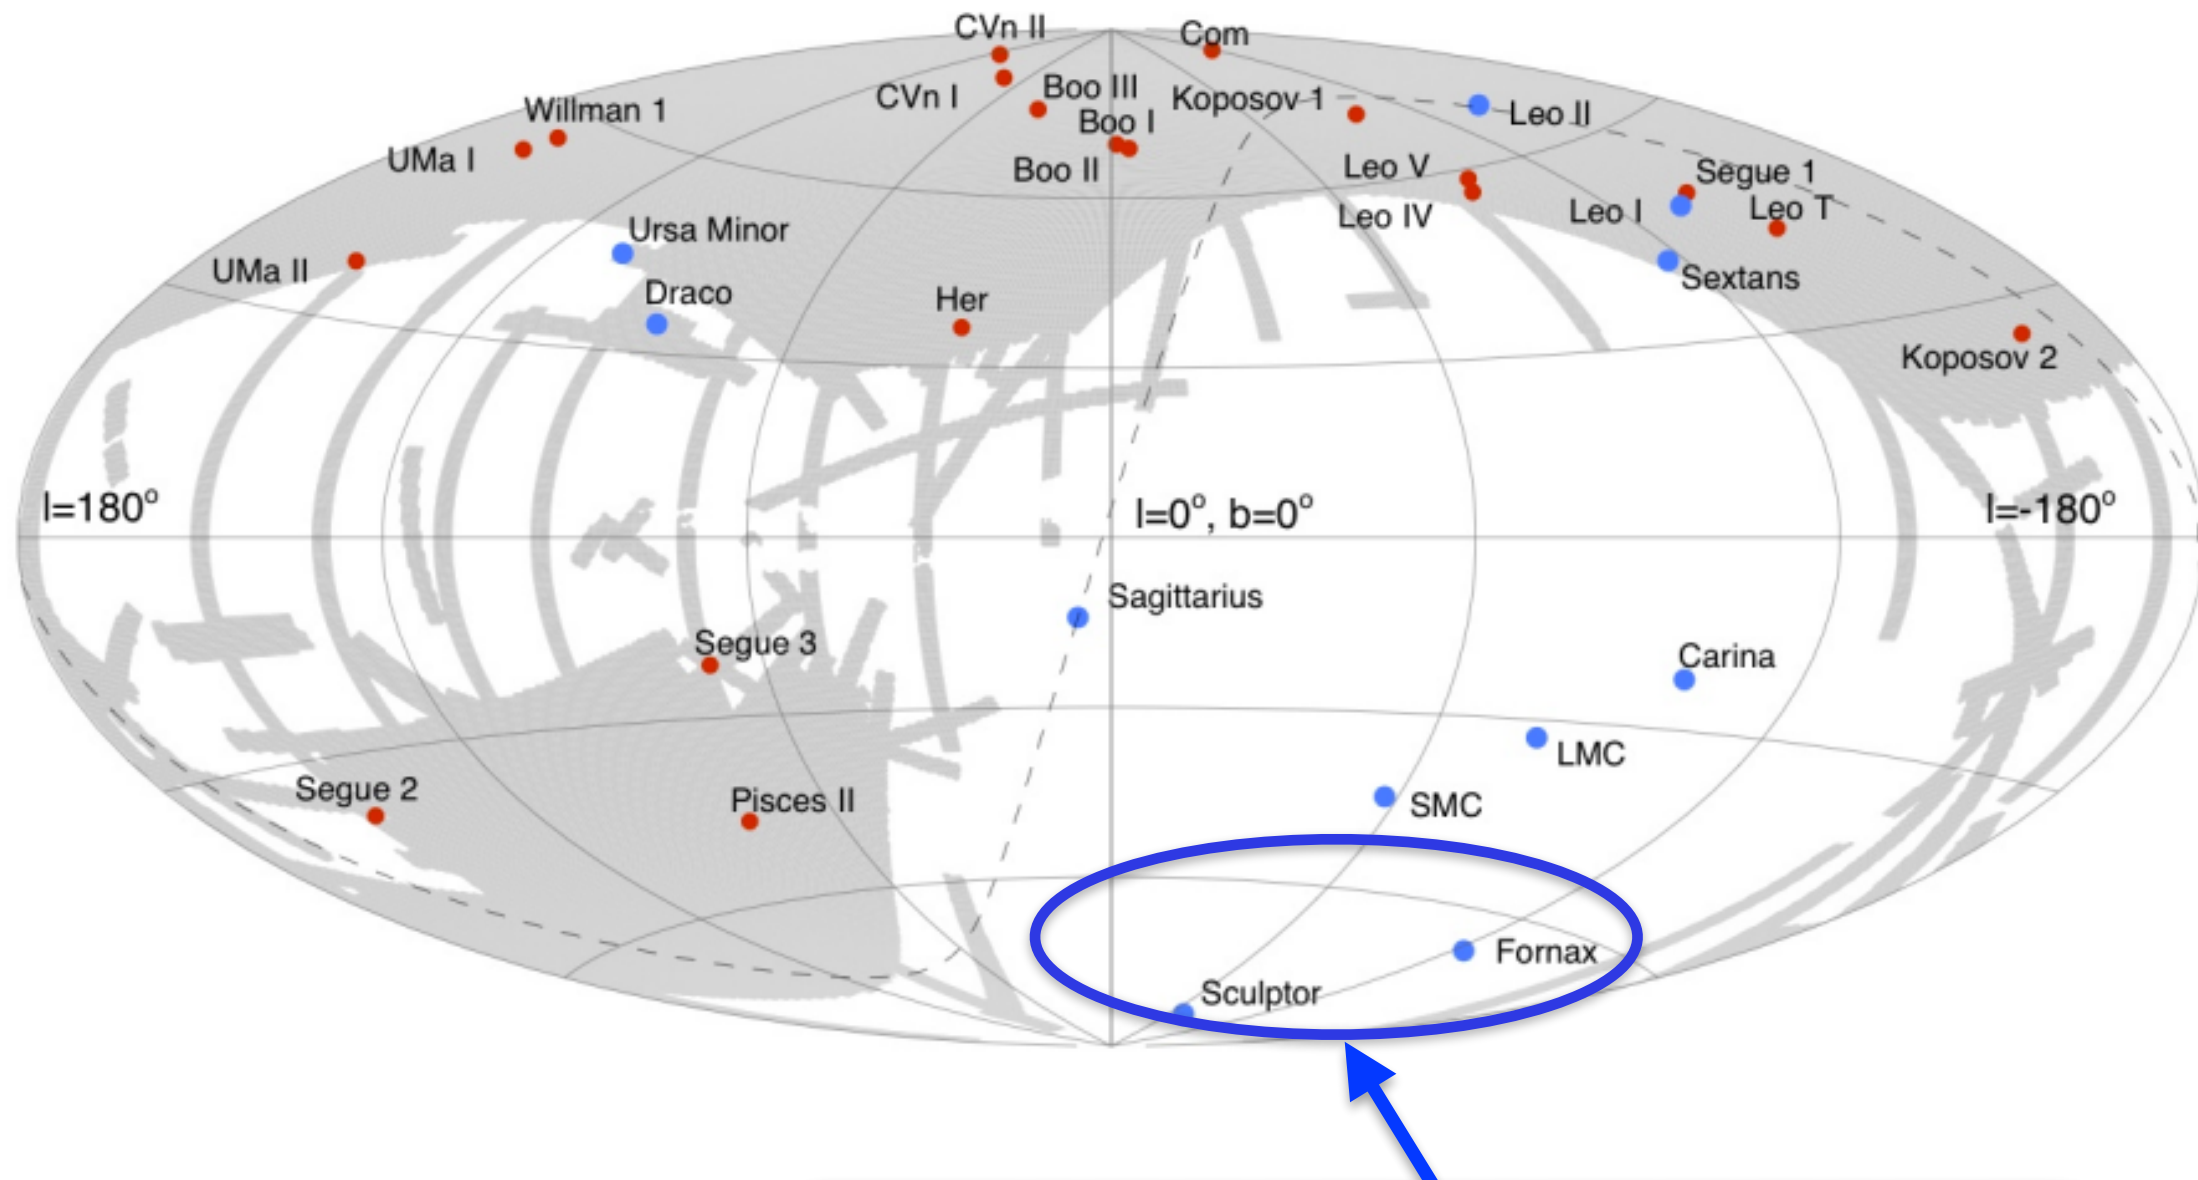 CVn II
Com
CVn I
Boo III
Koposov 1
Leo II
Willman 1
Boo I
UMa I
Boo II
Leo V
Segue 1
Leo I
Leo T
Leo IV
Ursa Minor
UMa II
Draco
Her
Sextans
Koposov 2
l=180°
l=0°, b=0°
l=-180°
Sagittarius
Segue 3
Carina
LMC
Segue 2
Pisces II
SMC
Fornax
Sculptor